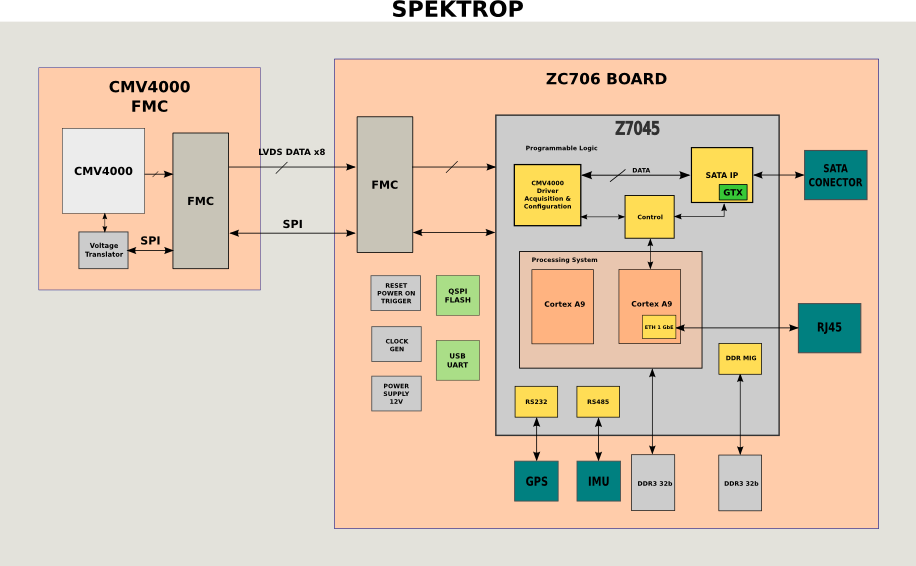 SPEKTROP
CMV4000
FMC
CMV4000
FMC
Voltage
Translator
SPI
LVDS DATA x8
SPI
ZC706 BOARD
FMC
RESET
POWER ON
TRIGGER
QSPI
FLASH
CLOCK
GEN
USB
UART
POWER
SUPPLY
12V
Z7045
Programmable Logic
CMV4000
Driver
Acquisition &
Configuration
DATA
SATA IP
GTX
Control
Processing System
Cortex A9
Cortex A9
ETH 1 GbE
DDR MIG
RS232
RS485
GPS
IMU
DDR3 32b
DDR3 32b
SATA
CONECTOR
RJ45